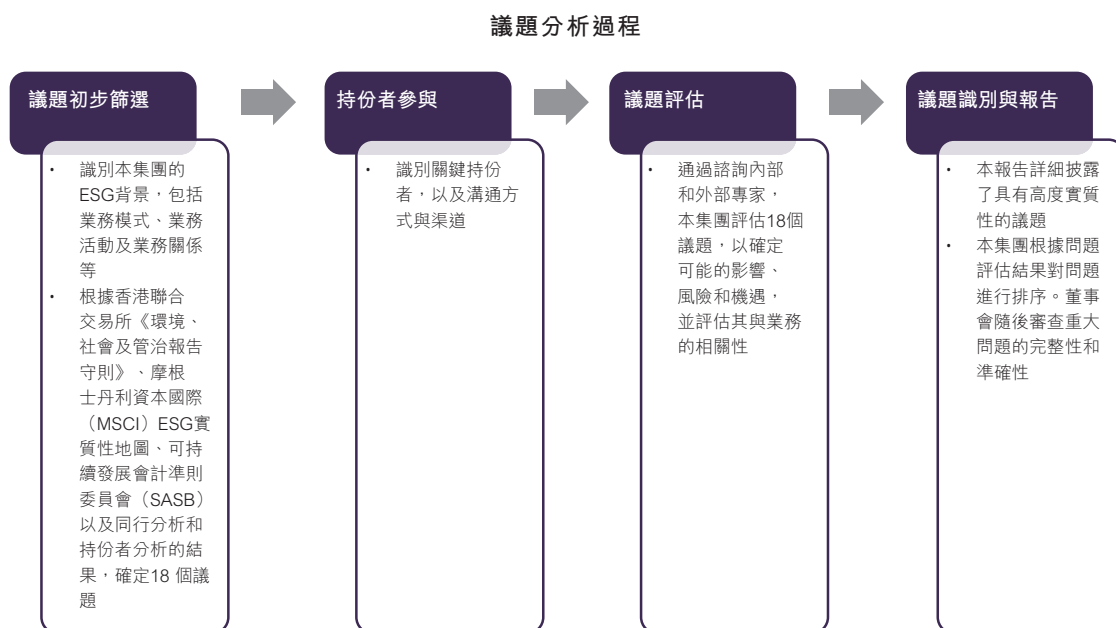 議題分析過程
議題初步篩選
• 識別本集團的
ESG背景，包括
業務模式、業務
活動及業務關係
等
• 根據香港聯合
交易所《環境、
社會及管治報告
守則》、摩根
士丹利資本國際
（MSCI）ESG實
質性地圖、可持
續發展會計準則
委員會（SASB）
以及同行分析和
持份者分析的結
果，確定18 個議
題
持份者參與
• 識別關鍵持份
者，以及溝通方
式與渠道
議題評估
• 通過諮詢內部
和外部專家，
本集團評估18個
議題，以確定
可能的影響、
風險和機遇，
並評估其與業務
的相關性
議題識別與報告
• 本報告詳細披露
了具有高度實質
性的議題
• 本集團根據問題
評估結果對問題
進行排序。董事
會隨後審查重大
問題的完整性和
準確性